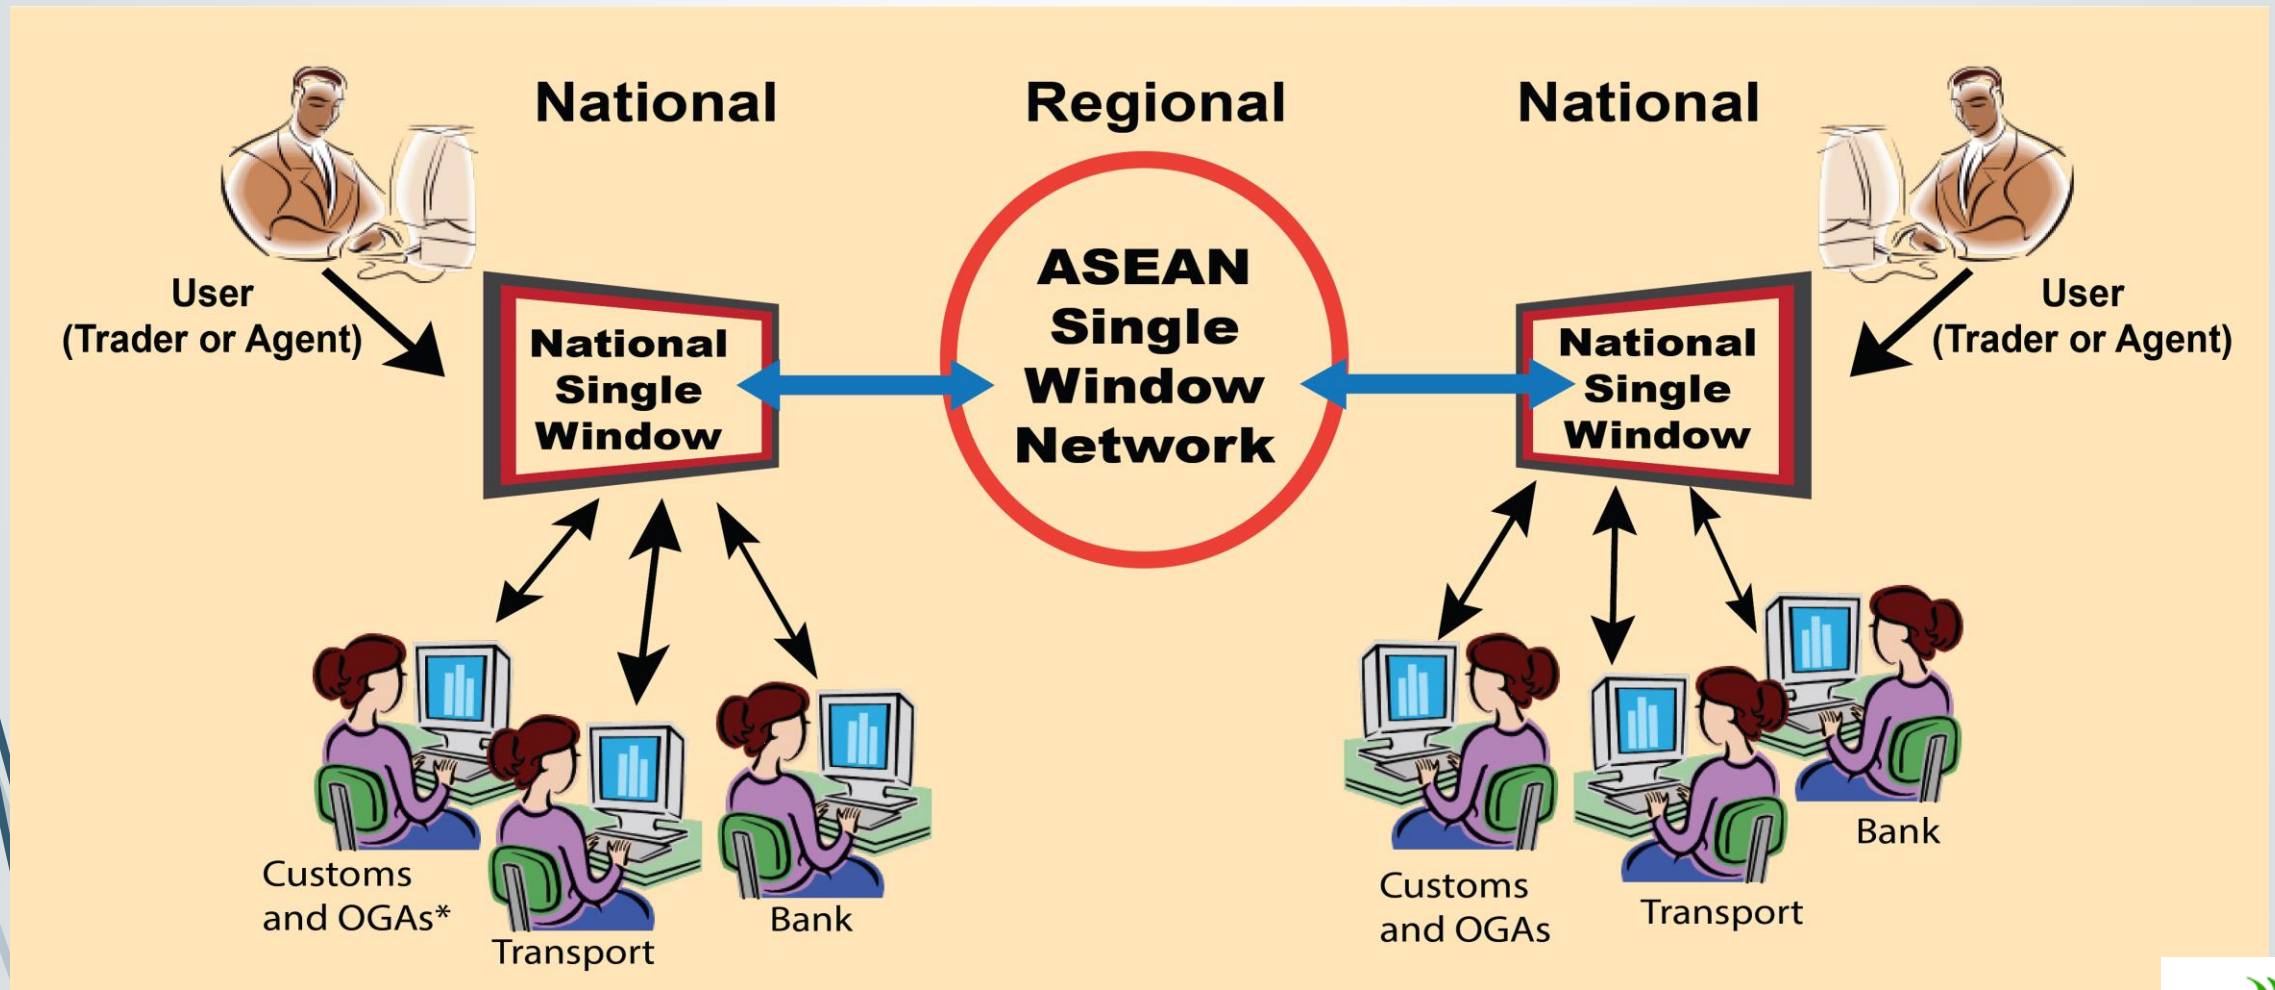 National
Regional
National
User
(Trader or Agent)
National
Single
Window
ASEAN
Single
Window
Network
National
Single
Window
User
(Trader or Agent)
Customs
and OGAs*
Transport
Bank
Customs
and OGAs
Transport
Bank